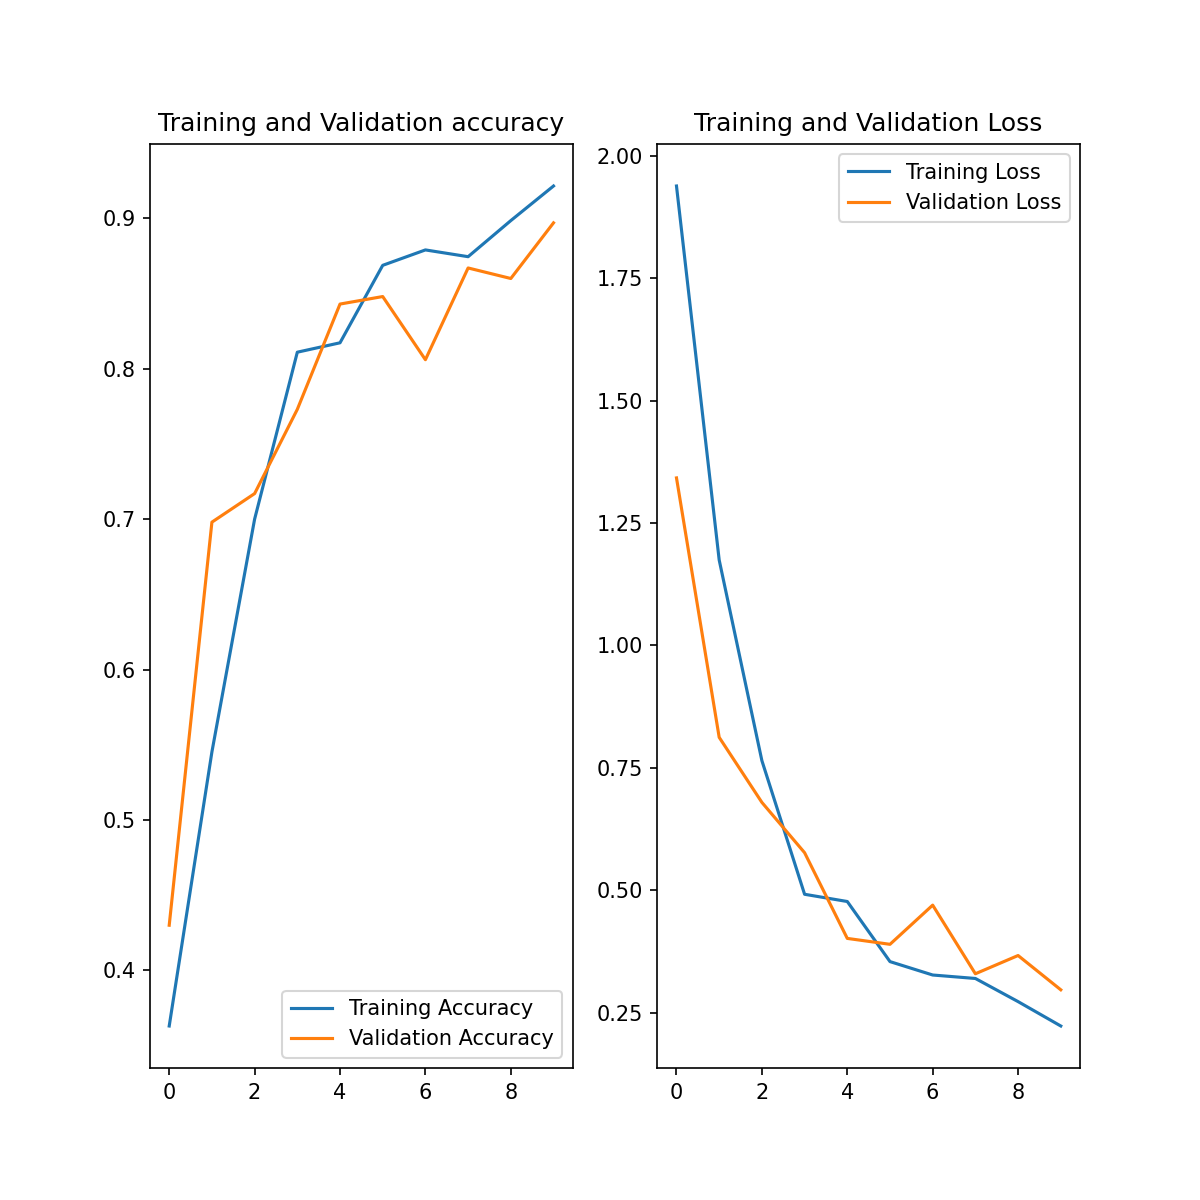 Training and Validation accuracy
0.9
0.8
0.7
0.6
0.5
0.4
0 2 4 6 8
Training Accuracy
Validation Accuracy
Training and Validation Loss
2.00
1.75
1.50
1.25
1.00
0.75
0.50
0.25
0 2 4 6 8
Training Loss
Validation Loss